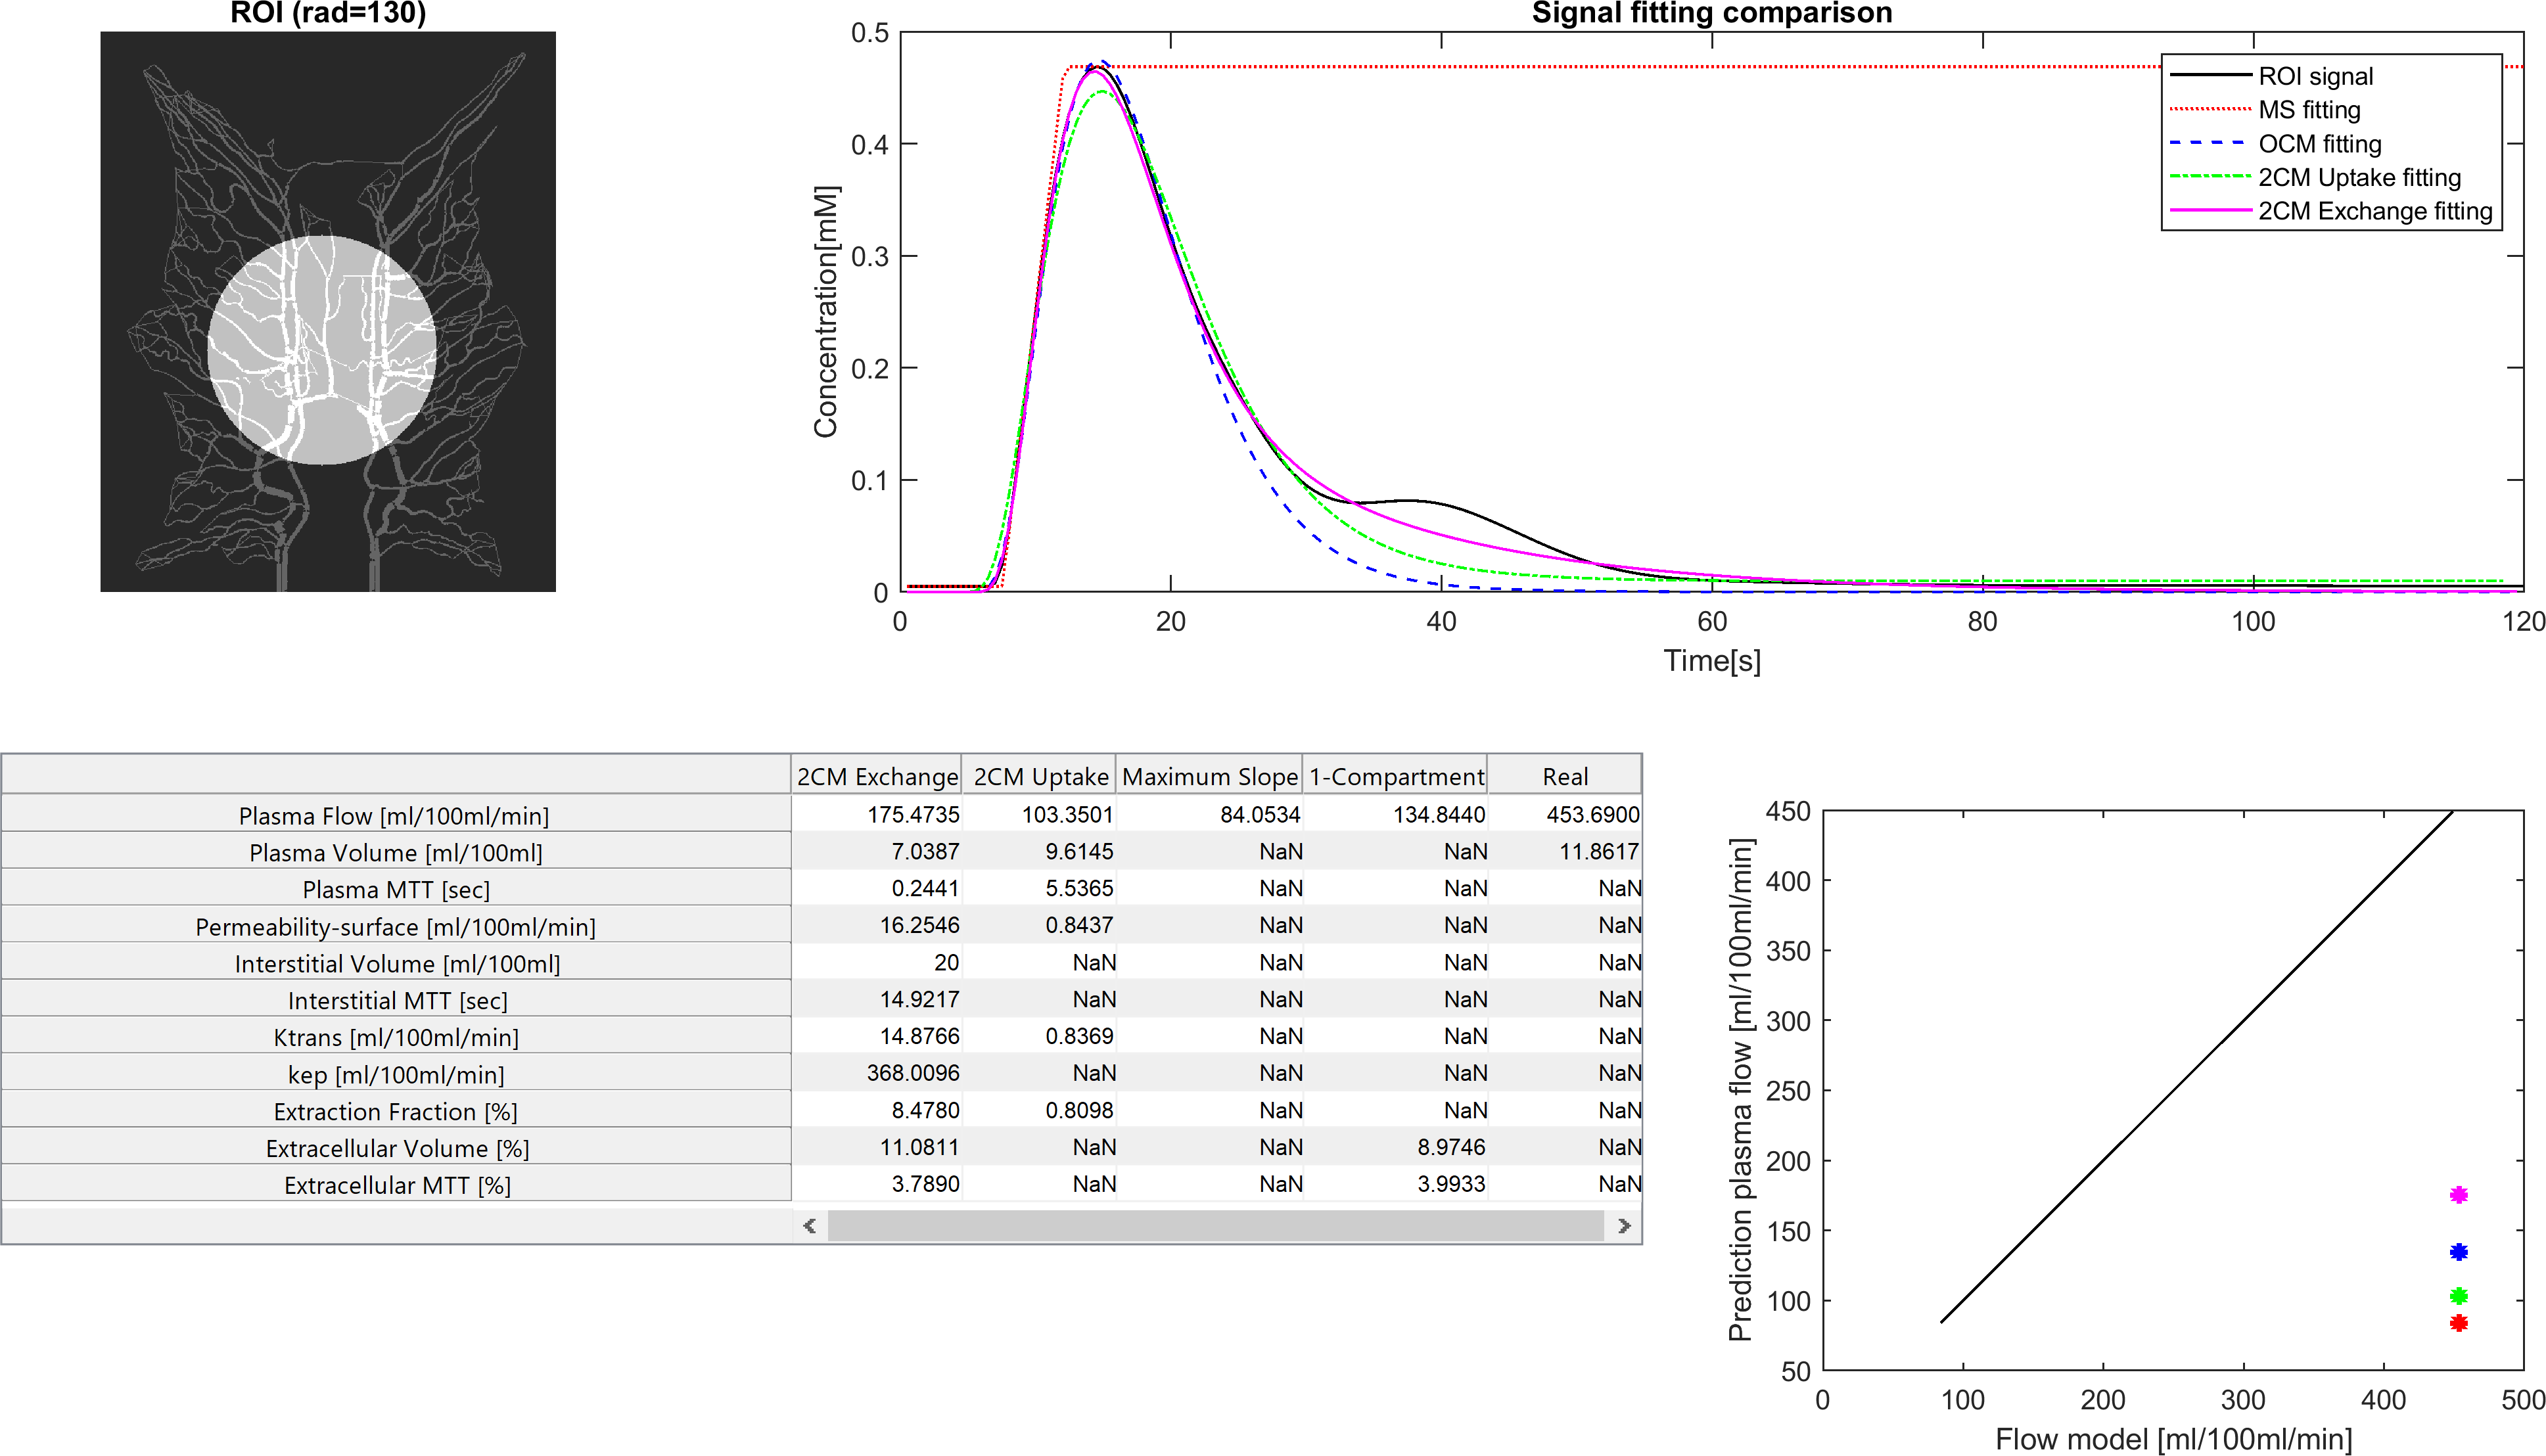 ROI (rad=130)
Signal fitting comparison
0.5
0.4
0.3
0.2
0.1
0
Concentration[mM]
ROI signal
MS fitting
OCM fitting
2CM Uptake fitting
2CM Exchange fitting
0 20 40 60 80 100 120
Time[s]
2CM Exchange 2CM Uptake Maximum Slope 1-Compartment Real
Plasma Flow [ml/100ml/min] 175.4735 103.3501 84.0534 134.8440 453.6900
Plasma Volume [ml/100ml] 7.0387 9.6145 NaN NaN 11.8617
Plasma MTT [sec] 0.2441 5.5365 NaN NaN NaN
Permeability-surface [ml/100ml/min] 16.2546 0.8437 NaN NaN NaN
Interstitial Volume [ml/100ml] 20 NaN NaN NaN NaN
Interstitial MTT [sec] 14.9217 NaN NaN NaN NaN
Ktrans [ml/100ml/min] 14.8766 0.8369 NaN NaN NaN
kep [ml/100ml/min] 368.0096 NaN NaN NaN NaN
Extraction Fraction [%] 8.4780 0.8098 NaN NaN NaN
Extracellular Volume [%] 11.0811 NaN NaN 8.9746 NaN
Extracellular MTT [%] 3.7890 NaN NaN 3.9933 NaN
450
400
350
300
250
200
150
100
50
Prediction plasma flow [ml/100ml/min]
0 100 200 300 400 500
Flow model [ml/100ml/min]